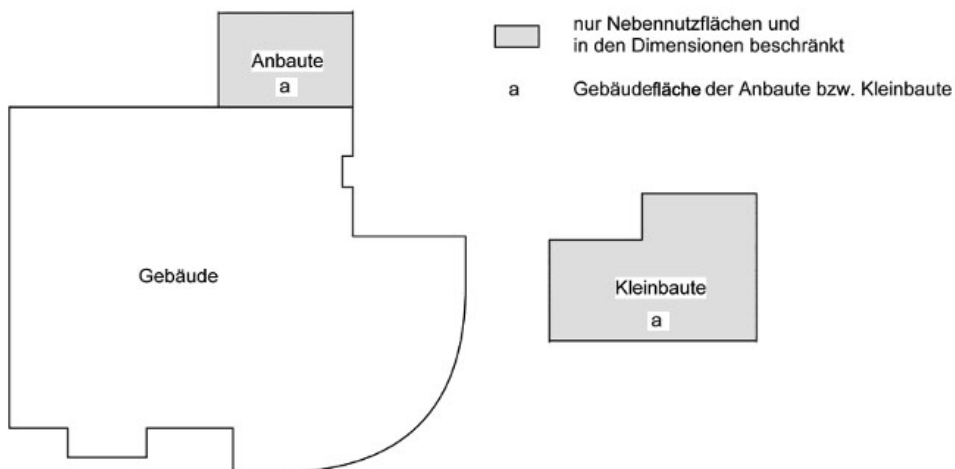 nur Nebennutzflächen und
in den Dimensionen beschränkt
Anbaute
a
a Gebäudefläche der Anbaute bzw. Kleinbaute
Gebäude
Kleinbaute
a